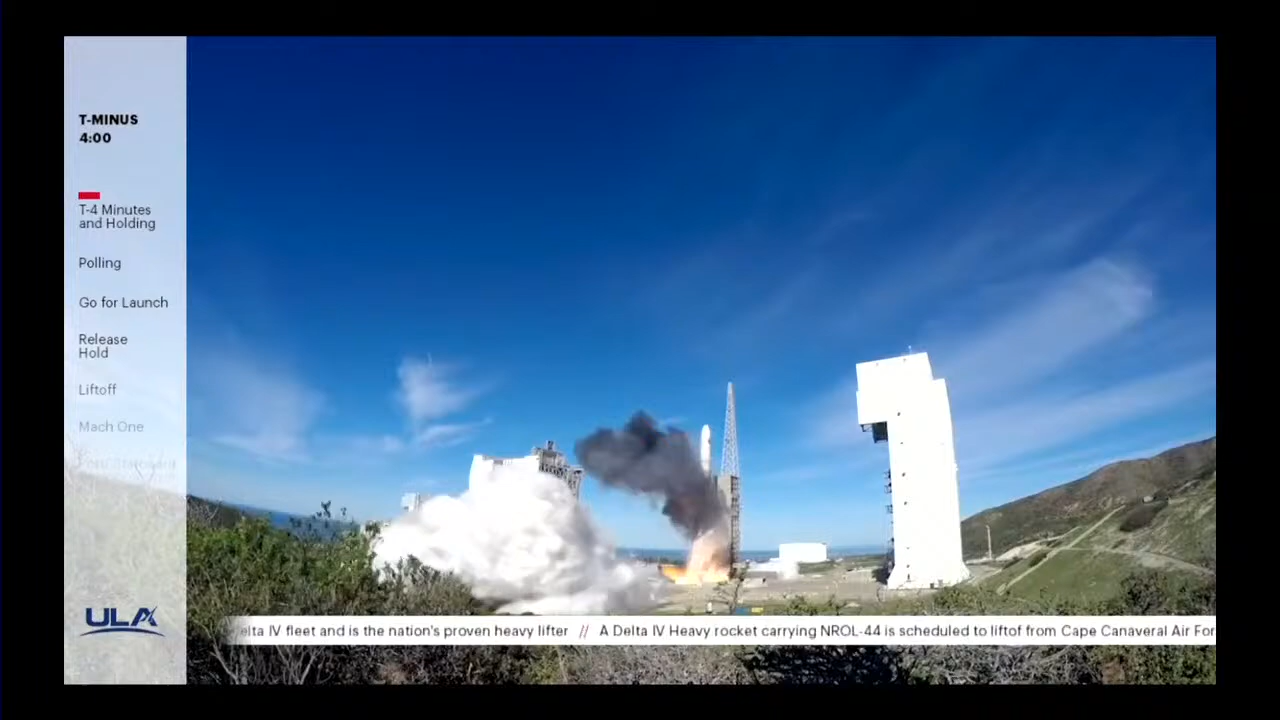 T-MINUS
4:00
T-4 Minutes
and Holding
Polling
Go for Launch
Release
Hold
Liftoff
Mach One
ULA
elta IV fleet and is the nation's proven heavy lifter // A Delta IV Heavy rocket carrying NROL-44 is scheduled to liftof from Cape Canaveral Air For